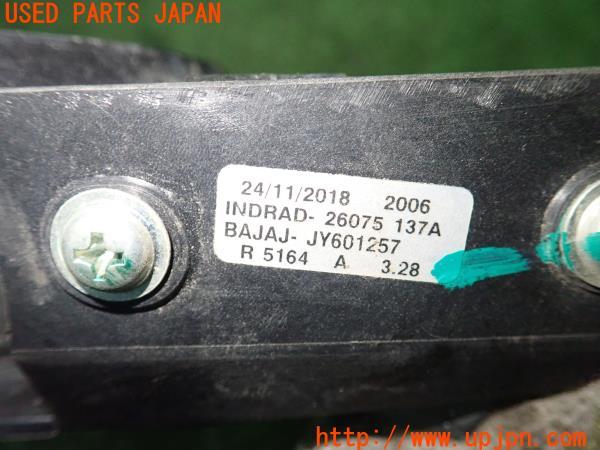 USED PARTS JAPAN
24/11/2018 2006
INDRAD- 26075 137A
BAJAJ- JY601257
R 5164 A 3.28
http://www.upjpn.com